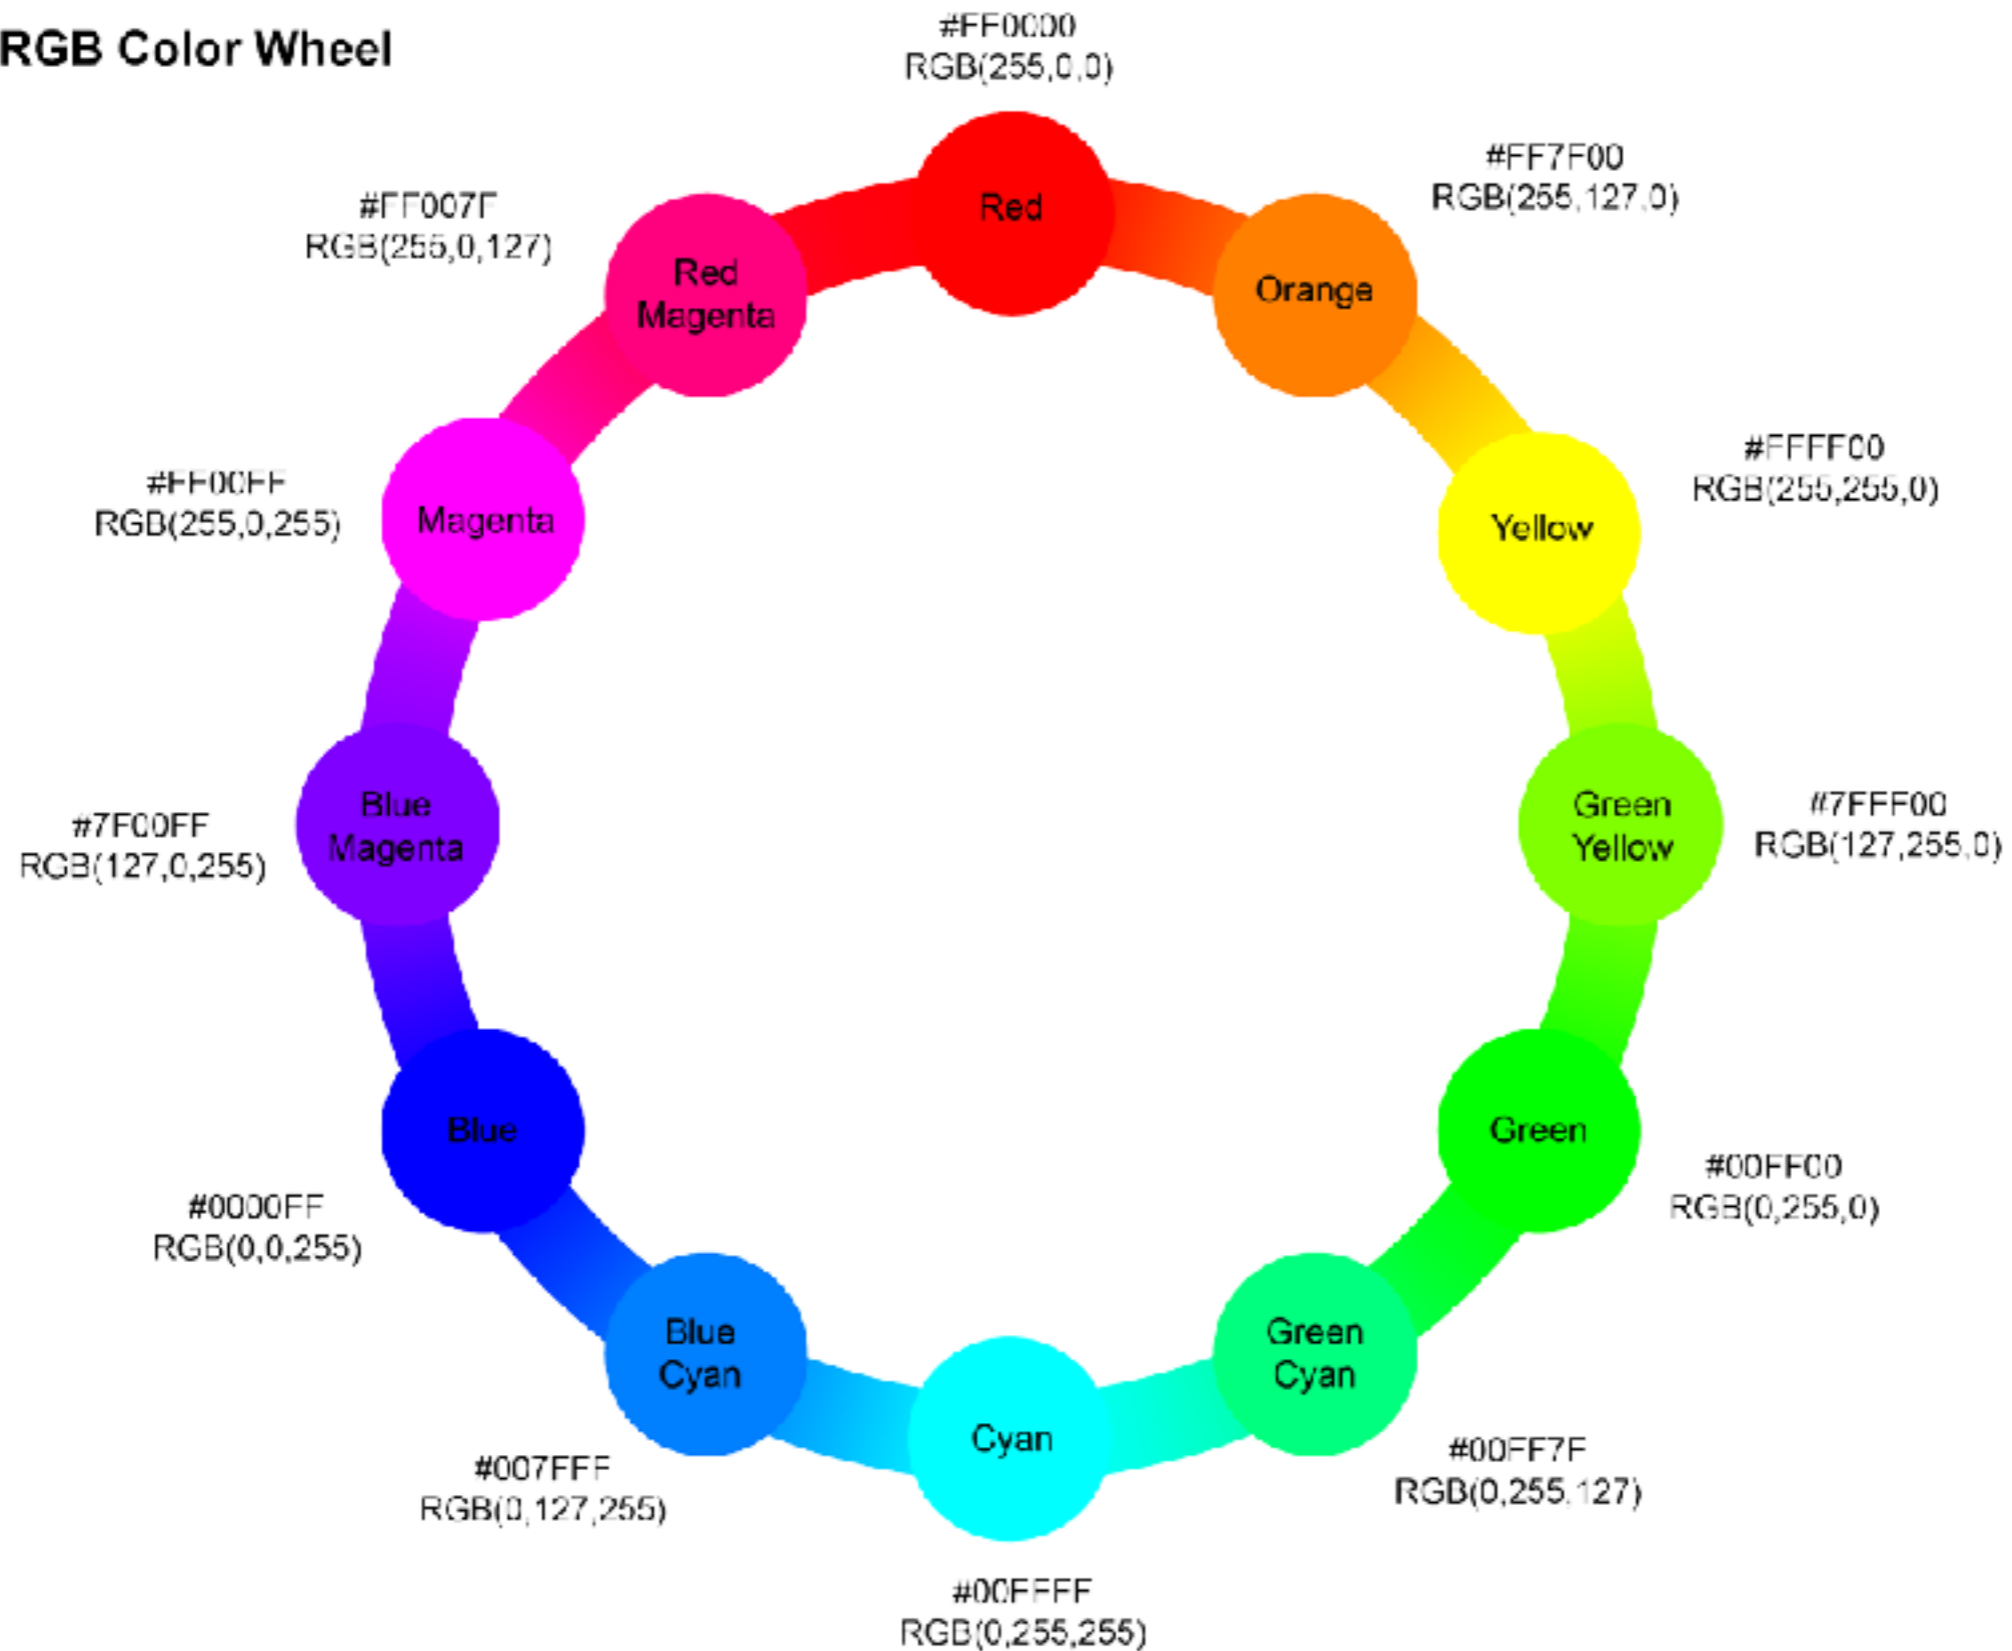 RGB Color Wheel
#FF0000
RGB(255,0,0)
Red
#FF7F00
RGB(255,127,0)
Orange
#FFFF00
RGB(255,255,0)
Yellow
#7FFF00
RGB(127,255,0)
Green
Yellow
#00FF00
RGB(0,255,0)
Green
#00FF7F
RGB(0,255,127)
Green
Cyan
#00FFFF
RGB(0,255,255)
Cyan
#007FFF
RGB(0,127,255)
Blue
Cyan
#0000FF
RGB(0,0,255)
Blue
#7F00FF
RGB(127,0,255)
Blue
Magenta
#FF00FF
RGB(255,0,255)
Magenta
#FF007F
RGB(255,0,127)
Red
Magenta